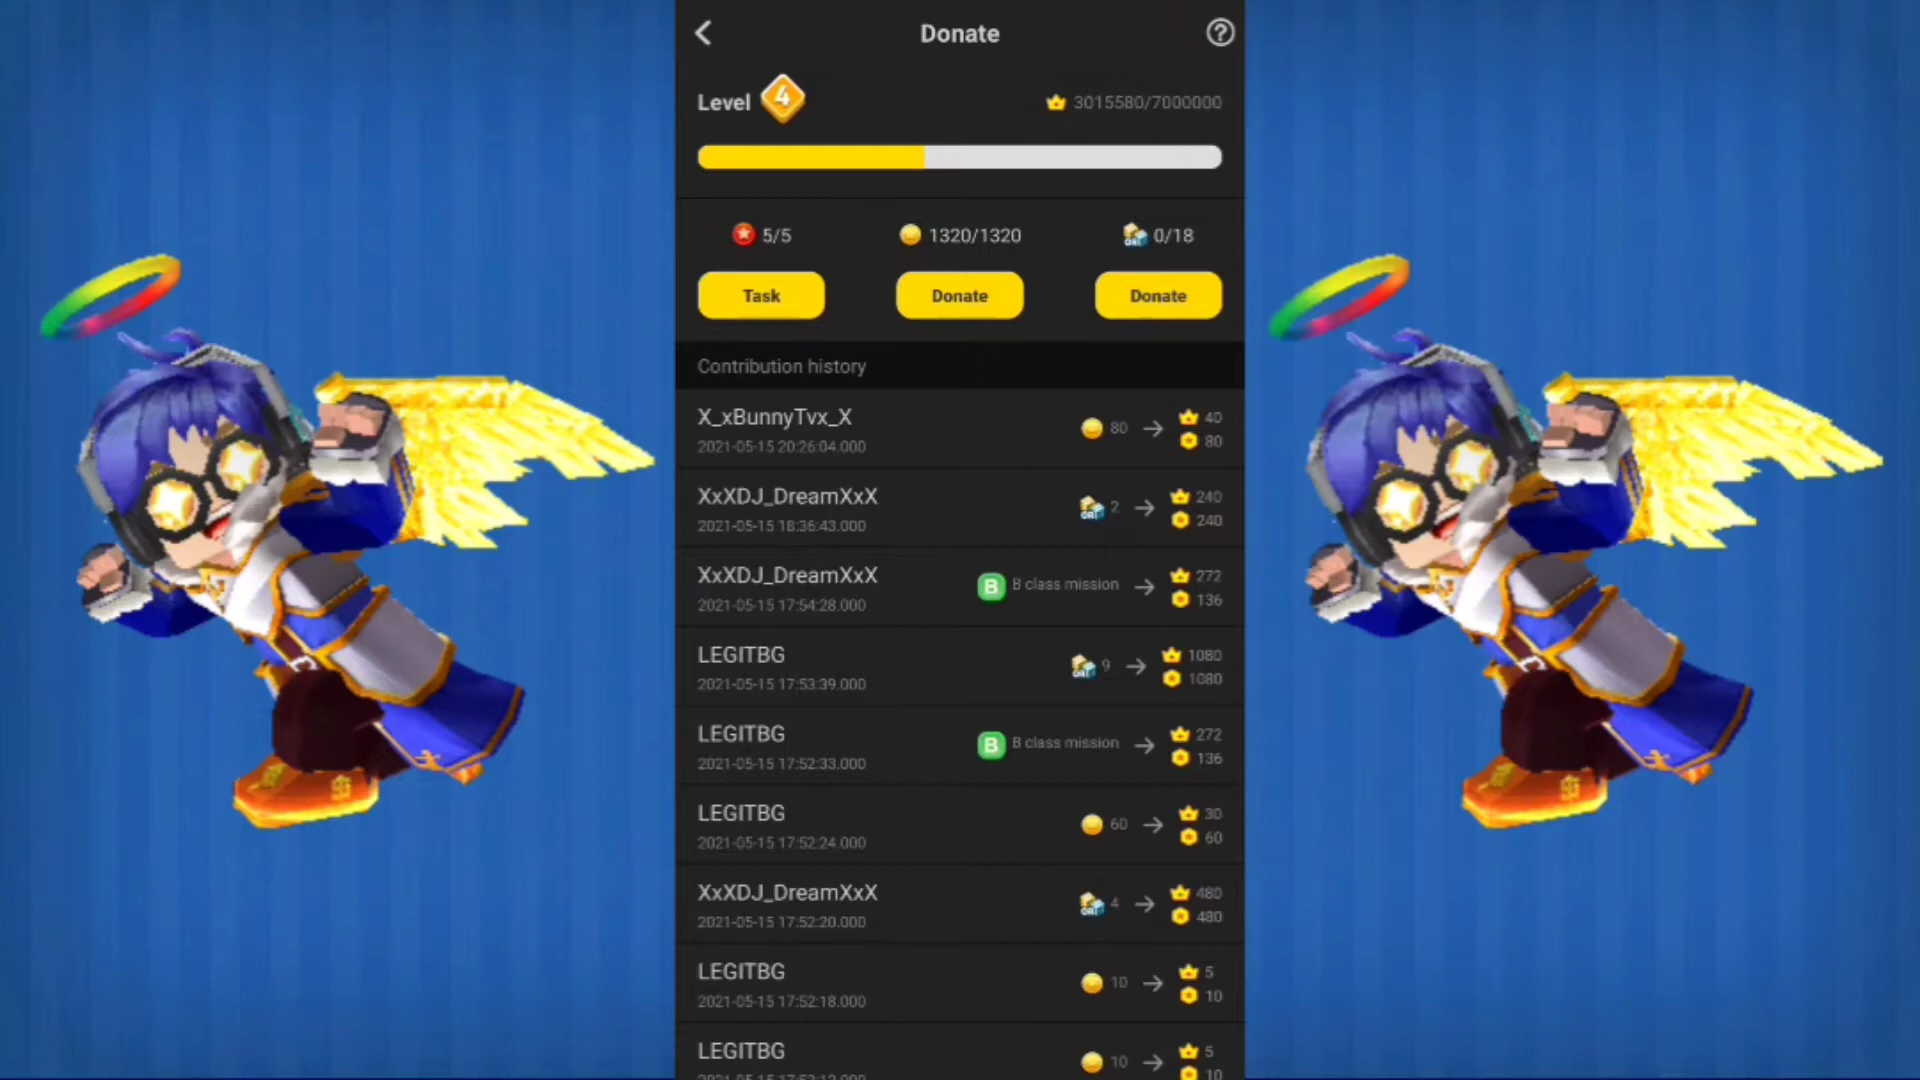 Donate
Level 4
3015580/7000000
5/5
1320/1320
0/18
Task
Donate
Donate
Contribution history
X_xBunnyTvx_X
2021-05-15 20:26:04.000
80
40
80
XxXDJ_DreamXxX
2021-05-15 18:36:43.000
2
240
240
XxXDJ_DreamXxX
2021-05-15 17:54:28.000
B B class mission
272
136
LEGITBG
2021-05-15 17:53:39.000
9
1080
1080
LEGITBG
2021-05-15 17:52:33.000
B B class mission
272
136
LEGITBG
2021-05-15 17:52:24.000
60
30
60
XxXDJ_DreamXxX
2021-05-15 17:52:20.000
4
480
480
LEGITBG
2021-05-15 17:52:18.000
10
5
10
LEGITBG
10
5
10